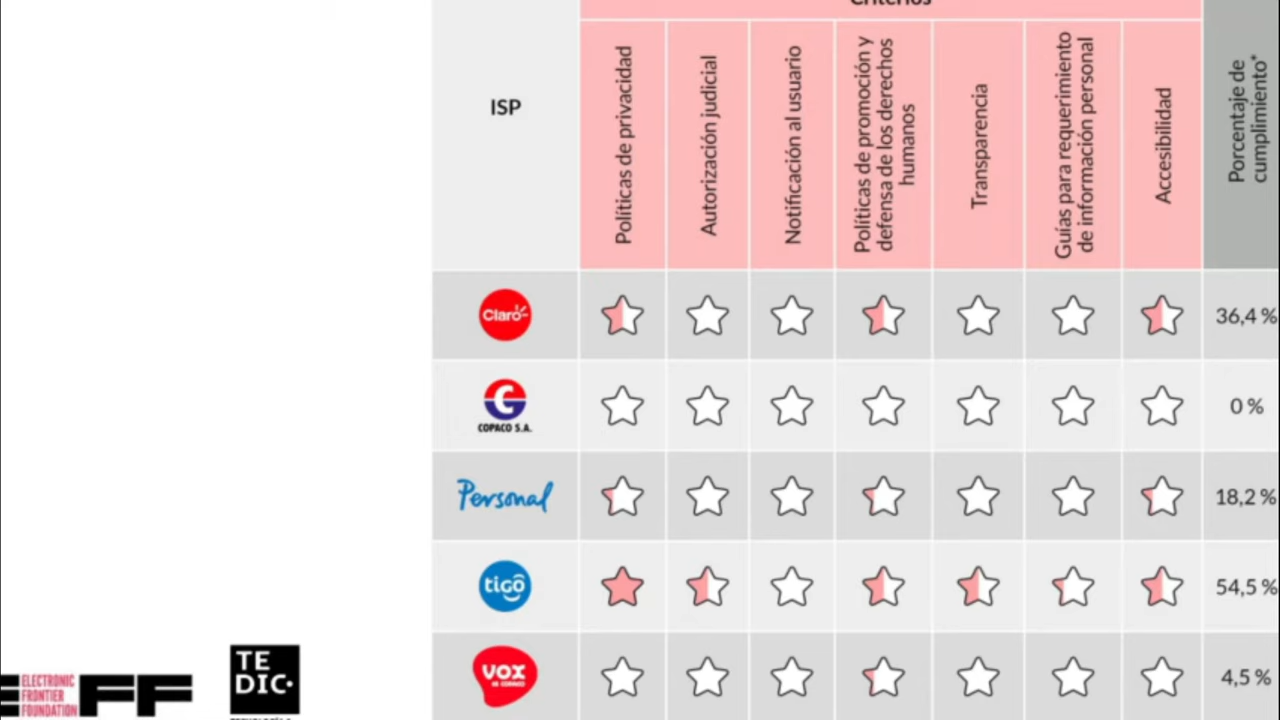 Criterios
ISP
Políticas de privacidad
Autorización judicial
Notificación al usuario
Políticas de promoción y
defensa de los derechos
humanos
Transparencia
Guías para requerimiento
de información personal
Accesibilidad
Porcentaje de
cumplimiento*
Claro
36,4 %
COPACO S.A.
0 %
Personal
18,2 %
tigo
54,5 %
VOX
4,5 %
ELECTRONIC
FRONTIER
FOUNDATION
EFF
TE
DIC